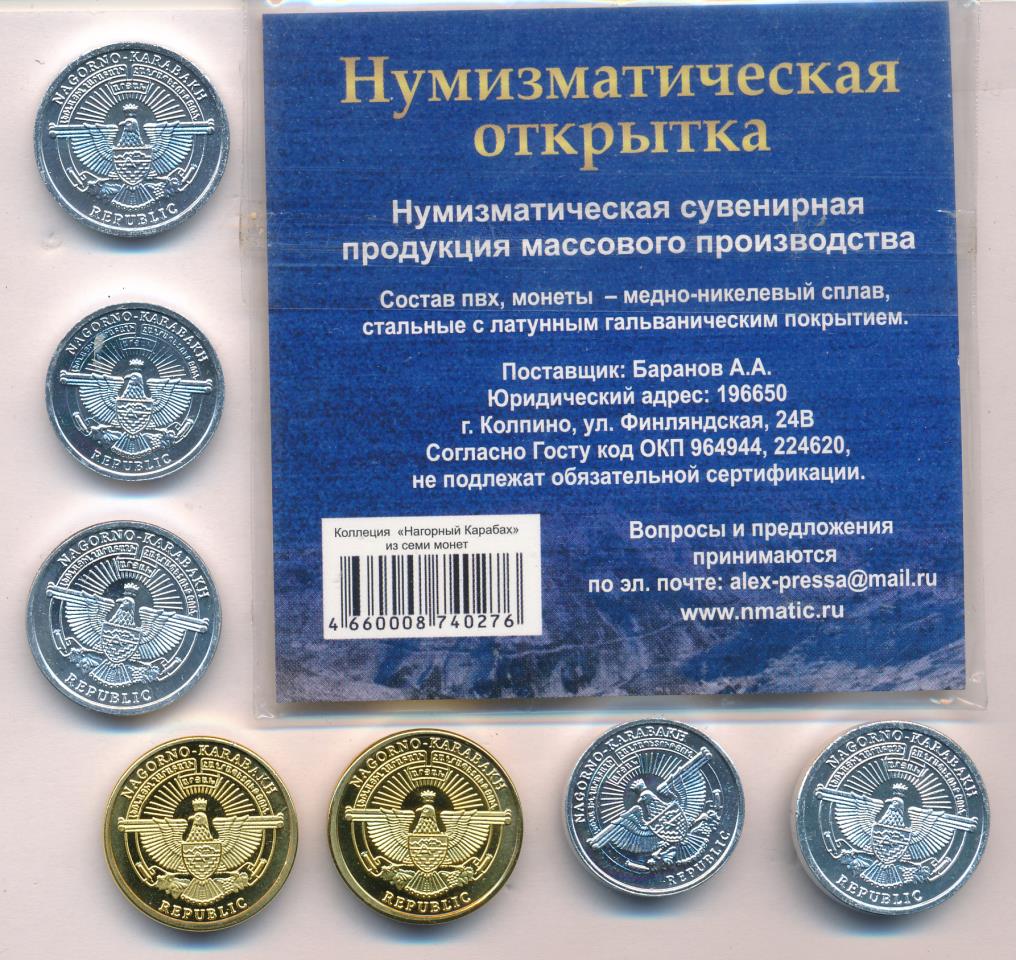 Нумизматическая
открытка
Нумизматическая сувенирная
продукция массового производства
Состав пвх, монеты – медно-никелевый сплав,
стальные с латунным гальваническим покрытием.
Поставщик: Баранов А.А.
Юридический адрес: 196650
г. Колпино, ул. Финляндская, 24В
Согласно Госту код ОКП 964944, 224620,
не подлежат обязательной сертификации.
Коллеция «Нагорный Карабах»
из семи монет
4 660008 740276
Вопросы и предложения
принимаются
по эл. почте: alex-pressa@mail.ru
www.nmatic.ru
NAGORNO-KARABAKH
REPUBLIC
NAGORNO-KARABAKH
REPUBLIC
NAGORNO-KARABAKH
REPUBLIC
NAGORNO-KARABAKH
REPUBLIC
NAGORNO-KARABAKH
REPUBLIC
NAGORNO-KARABAKH
REPUBLIC
NAGORNO-KARABAKH
REPUBLIC